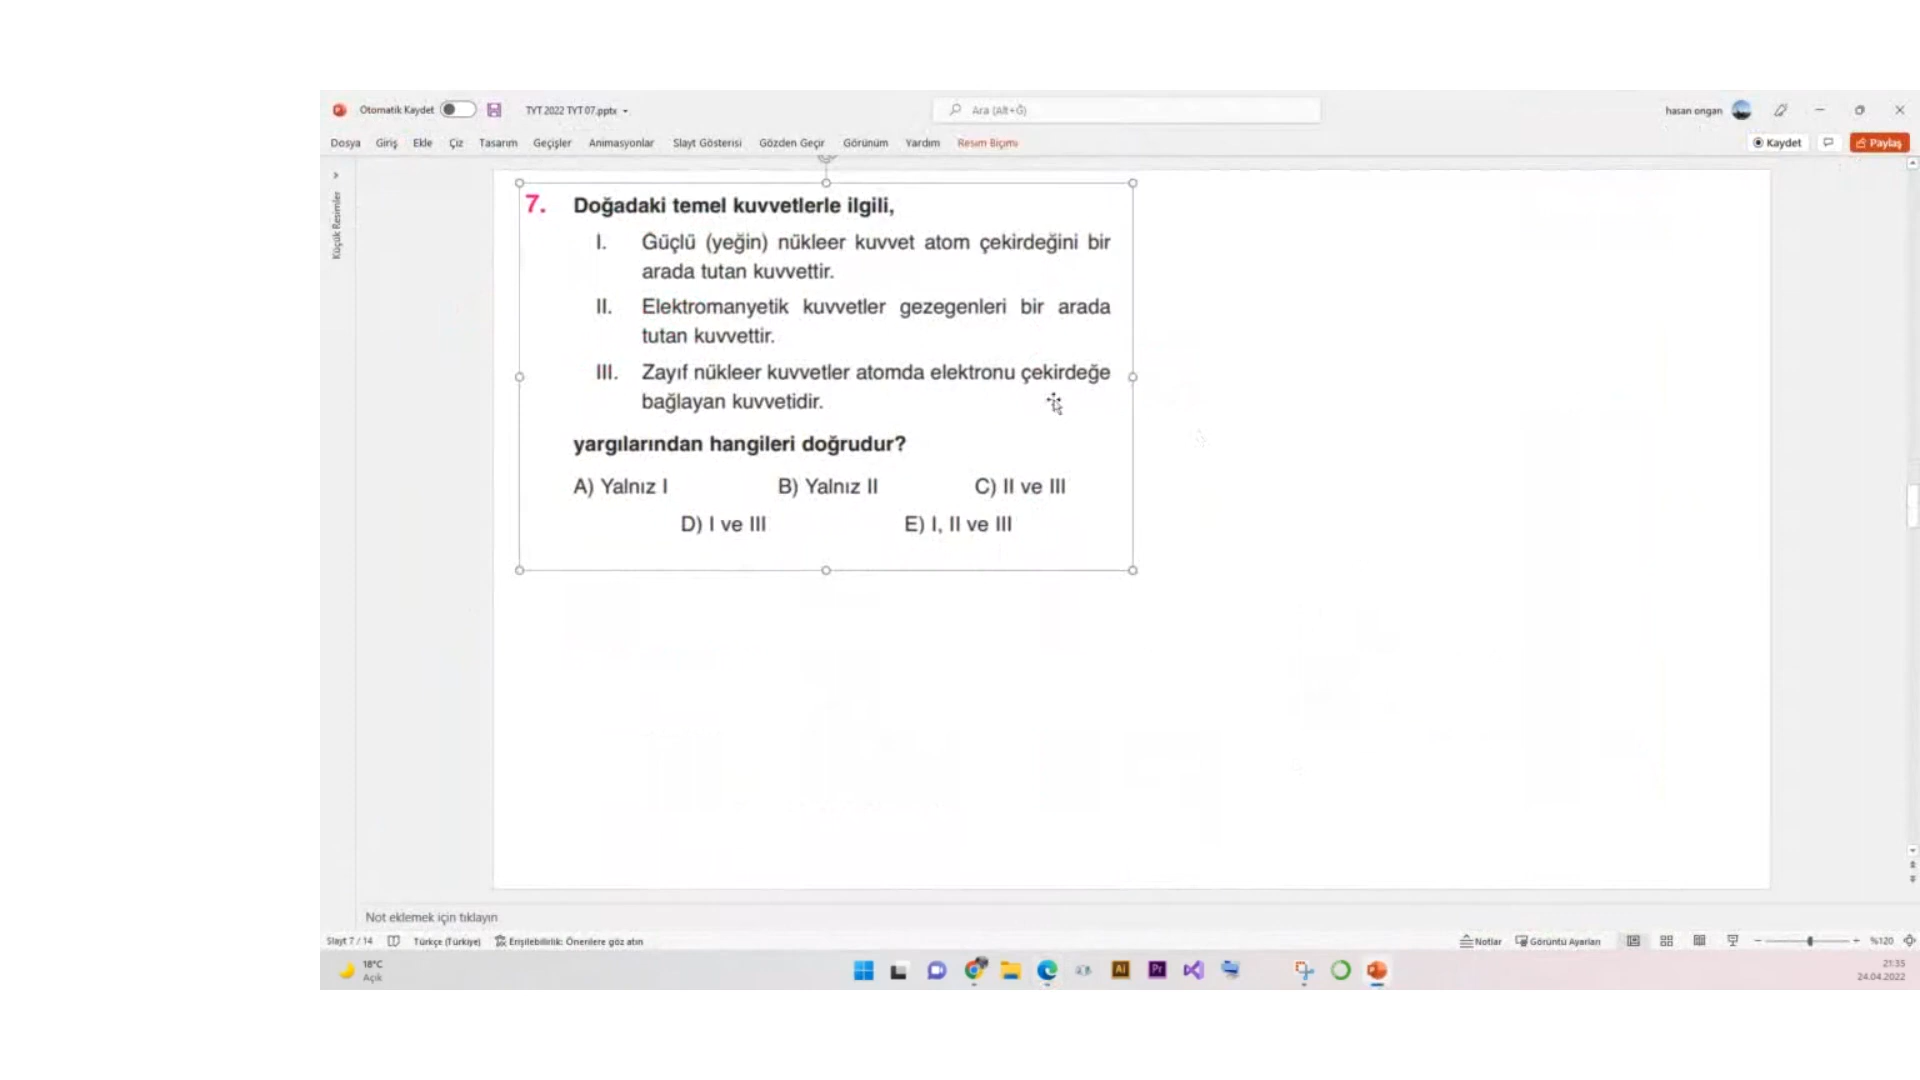 Otomatik Kaydet
TYT 2022 TYT 07.pptx
Ara (Alt+G)
hasan ongan
Dosya Giriş Ekle Çiz Tasarım Geçişler Animasyonlar Slayt Gösterisi Gözden Geçir Görünüm Yardım Resim Biçimi
Kaydet
Paylaş
Küçük Resimler
7. Doğadaki temel kuvvetlerle ilgili,
I. Güçlü (yeğin) nükleer kuvvet atom çekirdeğini bir
arada tutan kuvvettir.
II. Elektromanyetik kuvvetler gezegenleri bir arada
tutan kuvvettir.
III. Zayıf nükleer kuvvetler atomda elektronu çekirdeğe
bağlayan kuvvetidir.
yargılarından hangileri doğrudur?
A) Yalnız I B) Yalnız II C) II ve III
D) I ve III E) I, II ve III
Not eklemek için tıklayın
Slayt 7 / 14 Türkçe (Türkiye) Erişilebilirlik: Önerilere göz atın Notlar Görüntü Ayarları %120
18°C
Açık
Ai Pr
21:35
24.04.2022